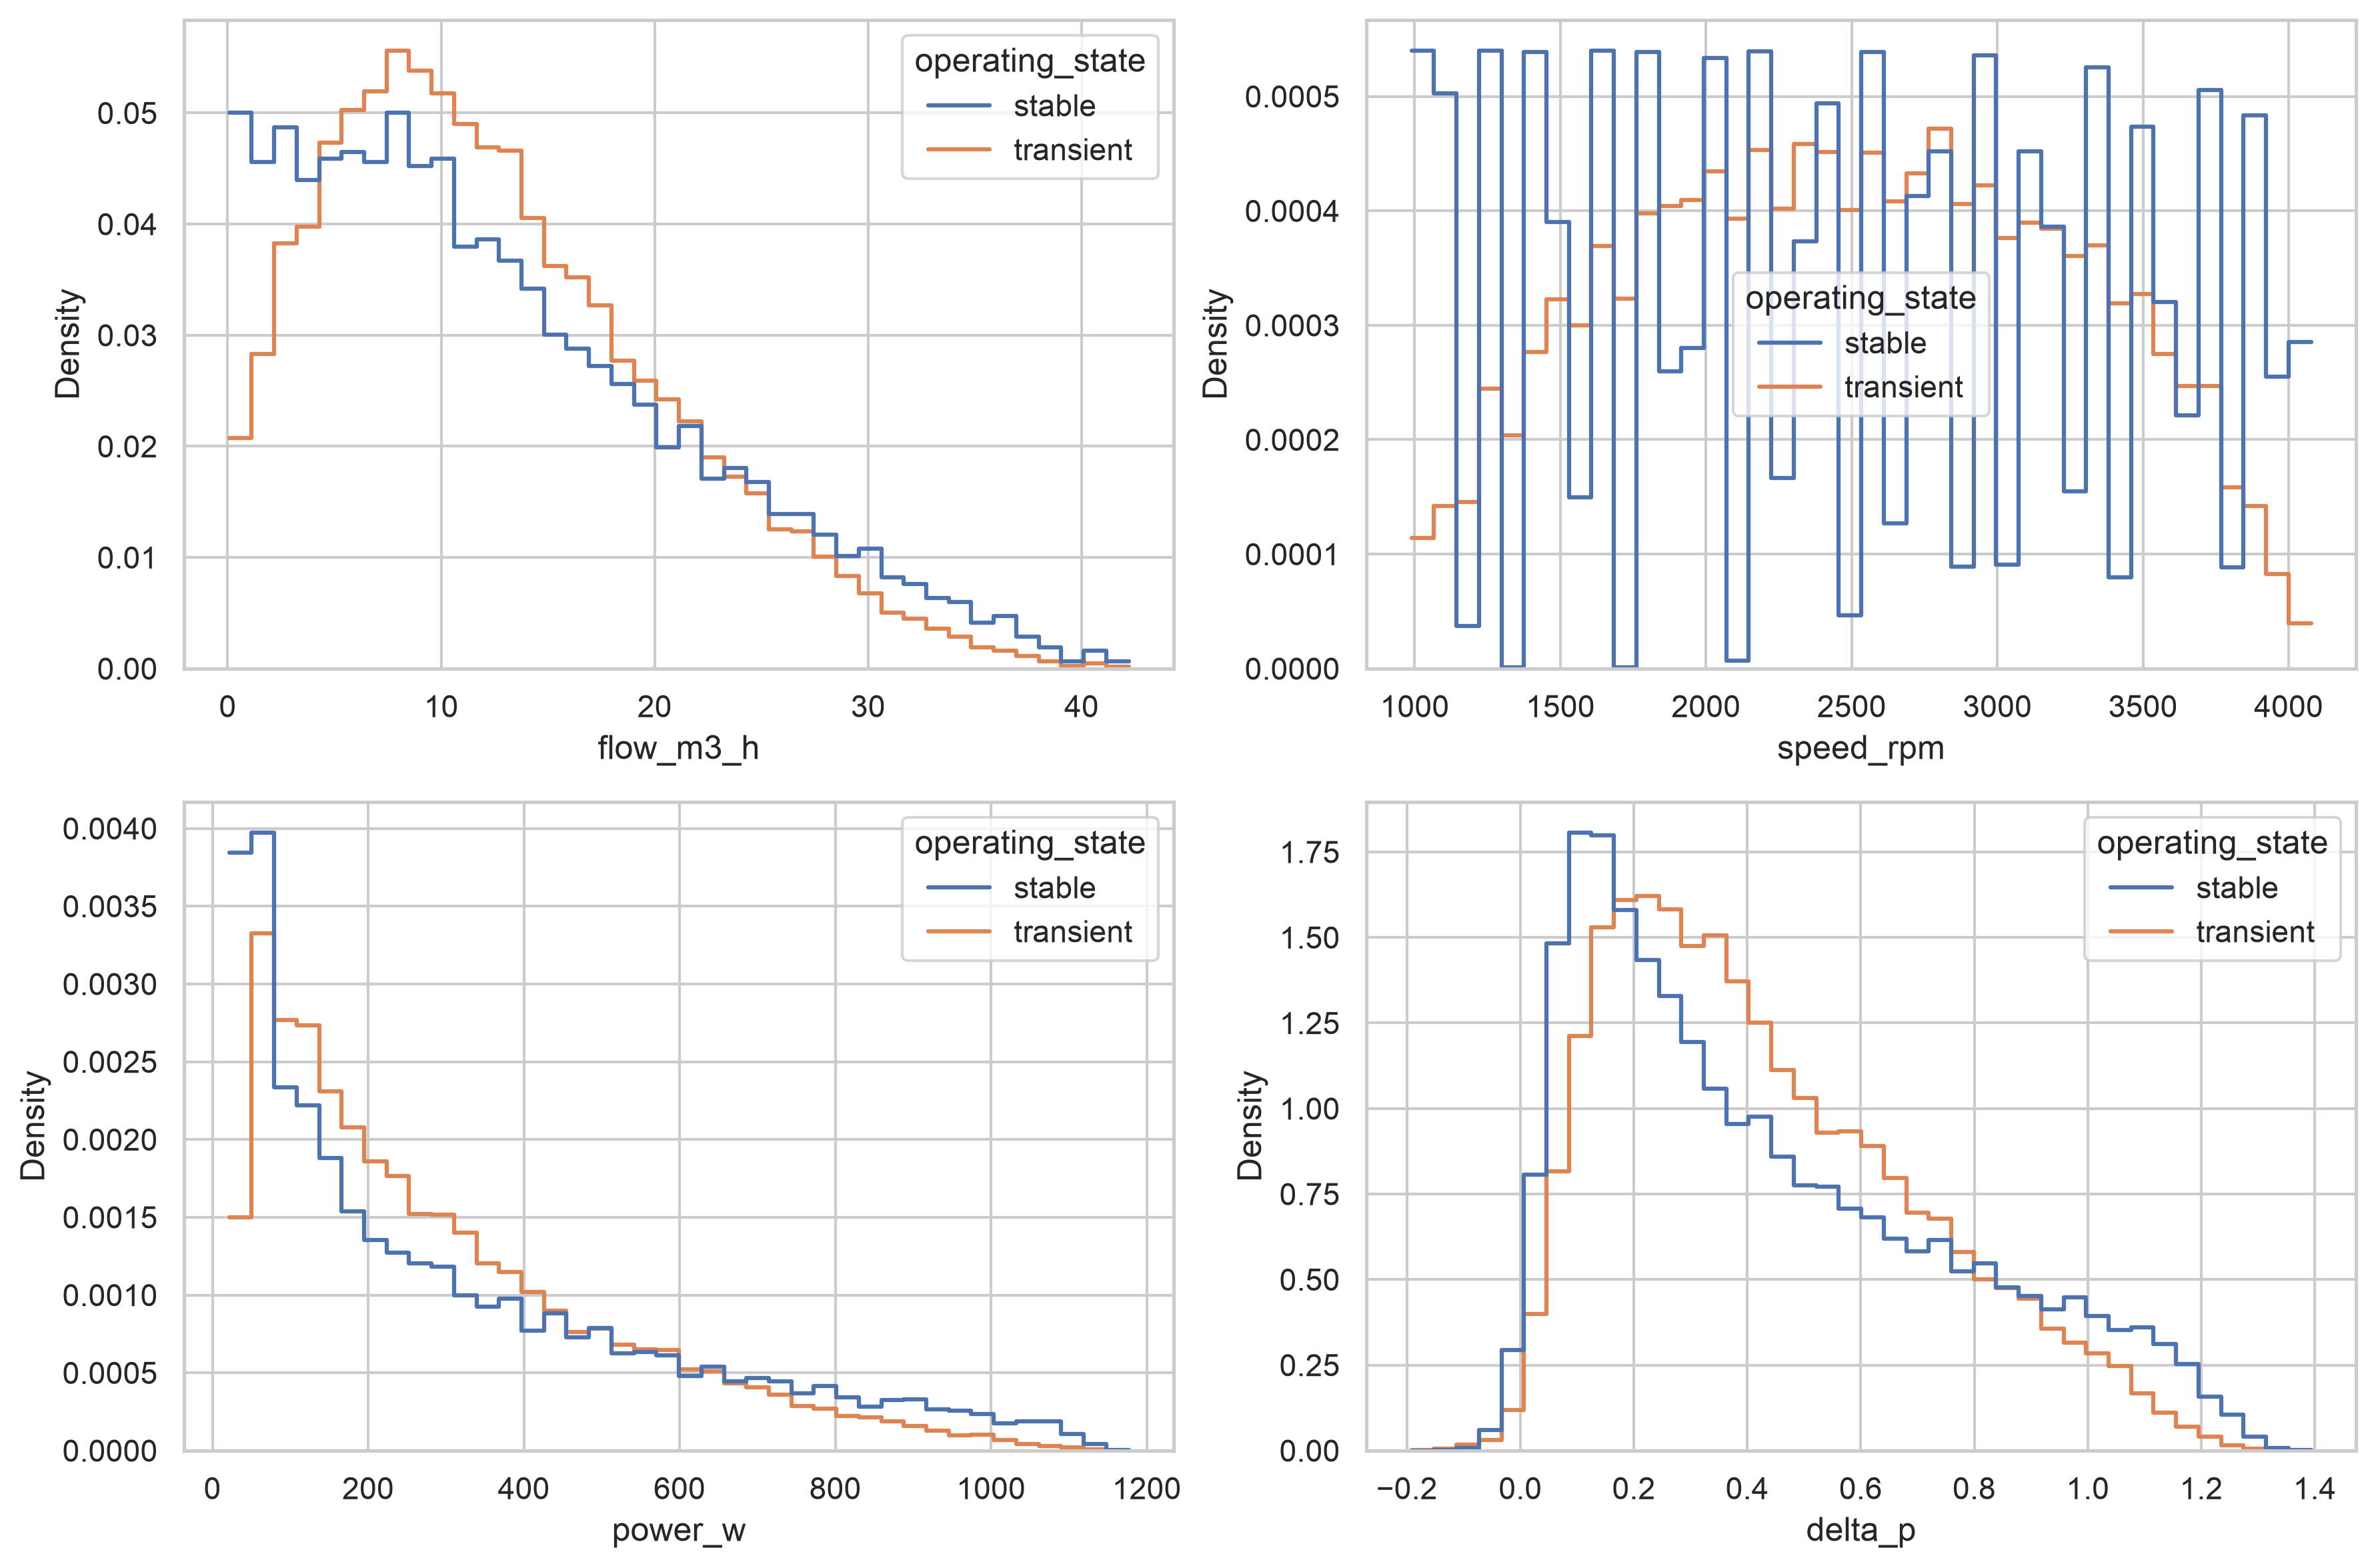 operating_state
stable
transient
0.05
0.04
0.03
0.02
0.01
0.00
Density
0
10
20
30
40
flow_m3_h
0.0005
0.0004
0.0003
0.0002
0.0001
0.0000
Density
operating_state
stable
transient
1000
1500
2000
2500
3000
3500
4000
speed_rpm
0.0040
0.0035
0.0030
0.0025
0.0020
0.0015
0.0010
0.0005
0.0000
Density
operating_state
stable
transient
0
200
400
600
800
1000
1200
power_w
1.75
1.50
1.25
1.00
0.75
0.50
0.25
0.00
Density
operating_state
stable
transient
−0.2
0.0
0.2
0.4
0.6
0.8
1.0
1.2
1.4
delta_p